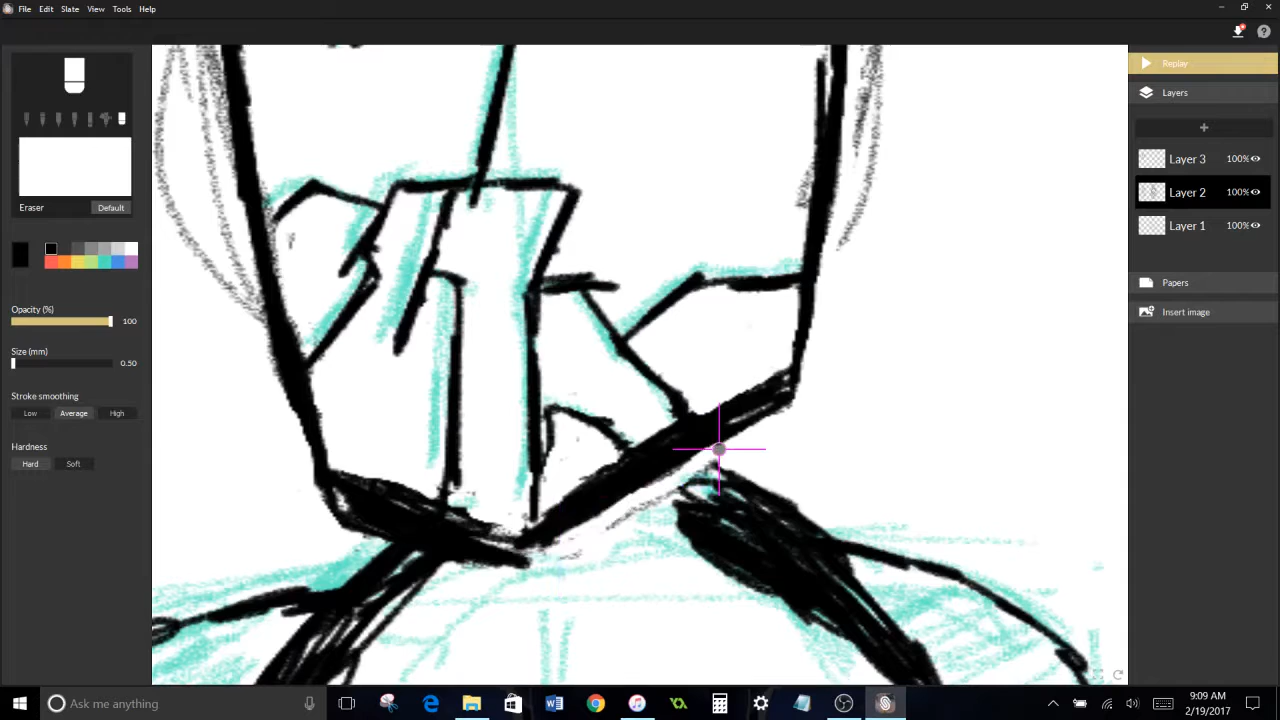 File Edit Slate View Tools Help
Replay
Layers
Layer 3 100%
Layer 2 100%
Layer 1 100%
Papers
Insert image
Eraser Default
Opacity (%)
100
Size (mm)
0.50
Stroke smoothing
Low Average High
Hardness
Hard Soft
Ask me anything
9:09 AM
2/19/2017